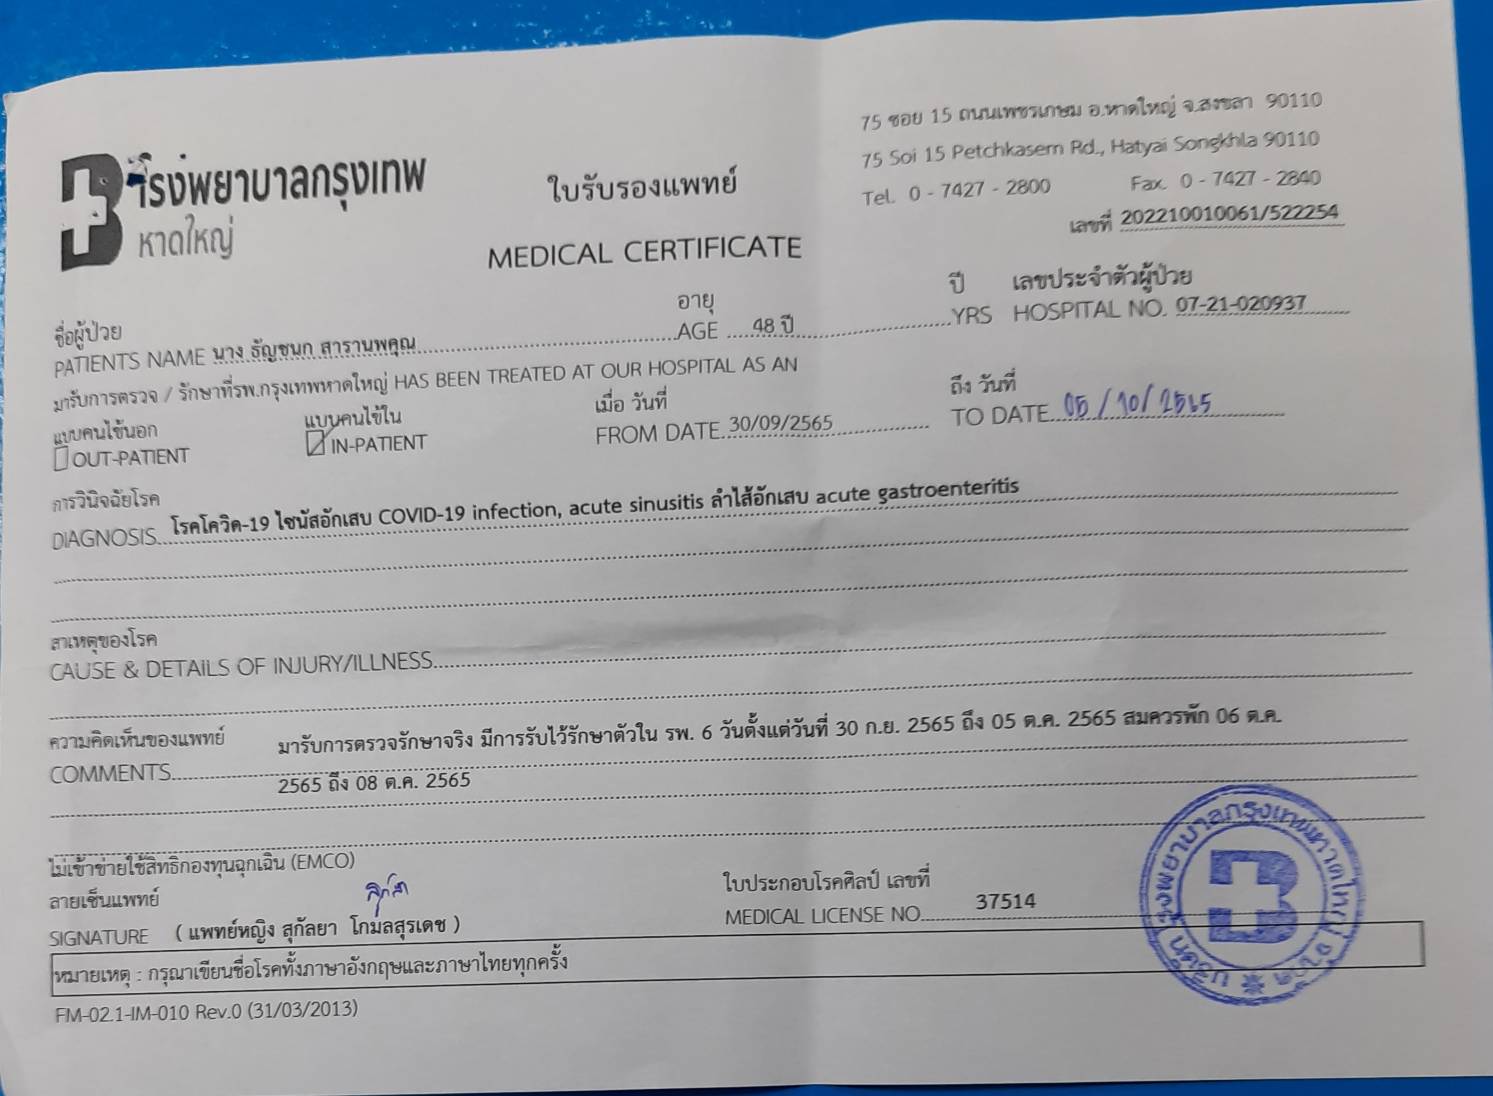 โรงพยาบาลกรุงเทพ
หาดใหญ่
ใบรับรองแพทย์
MEDICAL CERTIFICATE
75 ซอย 15 ถนนเพชรเกษม อ.หาดใหญ่ จ.สงขลา 90110
75 Soi 15 Petchkasem Rd., Hatyai Songkhla 90110
Tel. 0 - 7427 - 2800 Fax. 0 - 7427 - 2840
เลขที่ 202210010061/522254
ชื่อผู้ป่วย อายุ ปี เลขประจำตัวผู้ป่วย
PATIENTS NAME นาง ธัญชนก สารานพคุณ AGE 48 ปี YRS HOSPITAL NO. 07-21-020937
มารับการตรวจ / รักษาที่รพ.กรุงเทพหาดใหญ่ HAS BEEN TREATED AT OUR HOSPITAL AS AN
แบบคนไข้นอก แบบคนไข้ใน เมื่อ วันที่ ถึง วันที่
OUT-PATIENT IN-PATIENT FROM DATE 30/09/2565 TO DATE 05/10/2565
การวินิจฉัยโรค
DIAGNOSIS โรคโควิด-19 ไซนัสอักเสบ COVID-19 infection, acute sinusitis ลำไส้อักเสบ acute gastroenteritis
สาเหตุของโรค
CAUSE & DETAILS OF INJURY/ILLNESS
ความคิดเห็นของแพทย์
COMMENTS มารับการตรวจรักษาจริง มีการรับไว้รักษาตัวใน รพ. 6 วันตั้งแต่วันที่ 30 ก.ย. 2565 ถึง 05 ต.ค. 2565 สมควรพัก 06 ต.ค.
2565 ถึง 08 ต.ค. 2565
ไม่เข้าข่ายใช้สิทธิกองทุนฉุกเฉิน (EMCO)
ลายเซ็นแพทย์ ใบประกอบโรคศิลป์ เลขที่
SIGNATURE ( แพทย์หญิง สุกัลยา โกมลสุรเดช ) MEDICAL LICENSE NO. 37514
หมายเหตุ : กรุณาเขียนชื่อโรคทั้งภาษาอังกฤษและภาษาไทยทุกครั้ง
FM-02.1-IM-010 Rev.0 (31/03/2013)